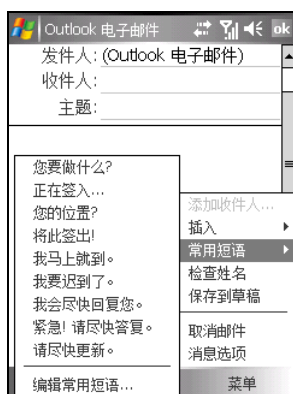 Outlook 电子邮件
ok
发件人: (Outlook 电子邮件)
收件人:
主题:
您要做什么?
正在签入...
您的位置?
将此签出!
我马上就到。
我要迟到了。
我会尽快回复您。
紧急! 请尽快答复。
请尽快更新。
编辑常用短语...
添加收件人...
插入
常用短语
检查姓名
保存到草稿
取消邮件
消息选项
菜单